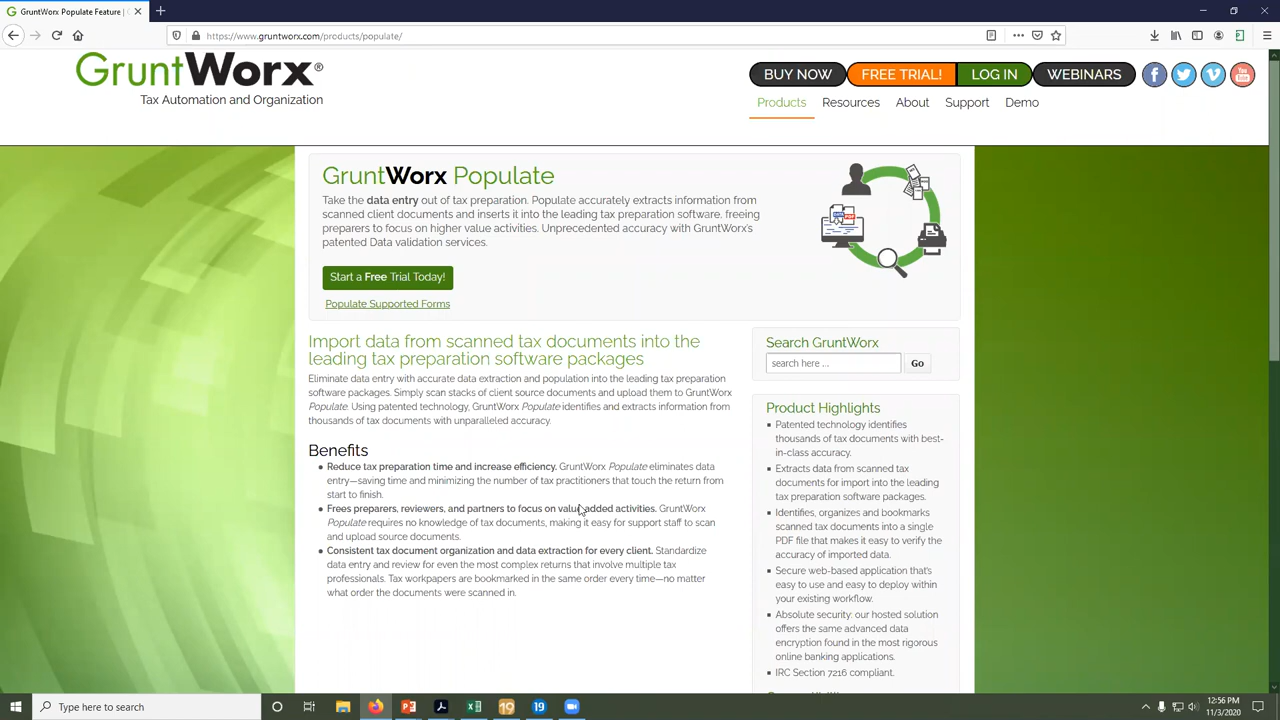 GruntWorx Populate Feature | G
https://www.gruntworx.com/products/populate/
GruntWorx®
Tax Automation and Organization
BUY NOW
FREE TRIAL!
LOG IN
WEBINARS
Products
Resources
About
Support
Demo
GruntWorx Populate
Take the data entry out of tax preparation. Populate accurately extracts information from
scanned client documents and inserts it into the leading tax preparation software, freeing
preparers to focus on higher value activities. Unprecedented accuracy with GruntWorx's
patented Data validation services.
Start a Free Trial Today!
Populate Supported Forms
Import data from scanned tax documents into the
leading tax preparation software packages
Eliminate data entry with accurate data extraction and population into the leading tax preparation
software packages. Simply scan stacks of client source documents and upload them to GruntWorx
Populate. Using patented technology, GruntWorx Populate identifies and extracts information from
thousands of tax documents with unparalleled accuracy.
Benefits
Reduce tax preparation time and increase efficiency. GruntWorx Populate eliminates data
entry—saving time and minimizing the number of tax practitioners that touch the return from
start to finish.
Frees preparers, reviewers, and partners to focus on value added activities. GruntWorx
Populate requires no knowledge of tax documents, making it easy for support staff to scan
and upload source documents.
Consistent tax document organization and data extraction for every client. Standardize
data entry and review for even the most complex returns that involve multiple tax
professionals. Tax workpapers are bookmarked in the same order every time—no matter
what order the documents were scanned in.
Search GruntWorx
search here ...
Go
Product Highlights
Patented technology identifies
thousands of tax documents with best-
in-class accuracy.
Extracts data from scanned tax
documents for import into the leading
tax preparation software packages.
Identifies, organizes and bookmarks
scanned tax documents into a single
PDF file that makes it easy to verify the
accuracy of imported data.
Secure web-based application that's
easy to use and easy to deploy within
your existing workflow.
Absolute security: our hosted solution
offers the same advanced data
encryption found in the most rigorous
online banking applications.
IRC Section 7216 compliant.
Type here to search
19
19
12:56 PM
11/3/2020